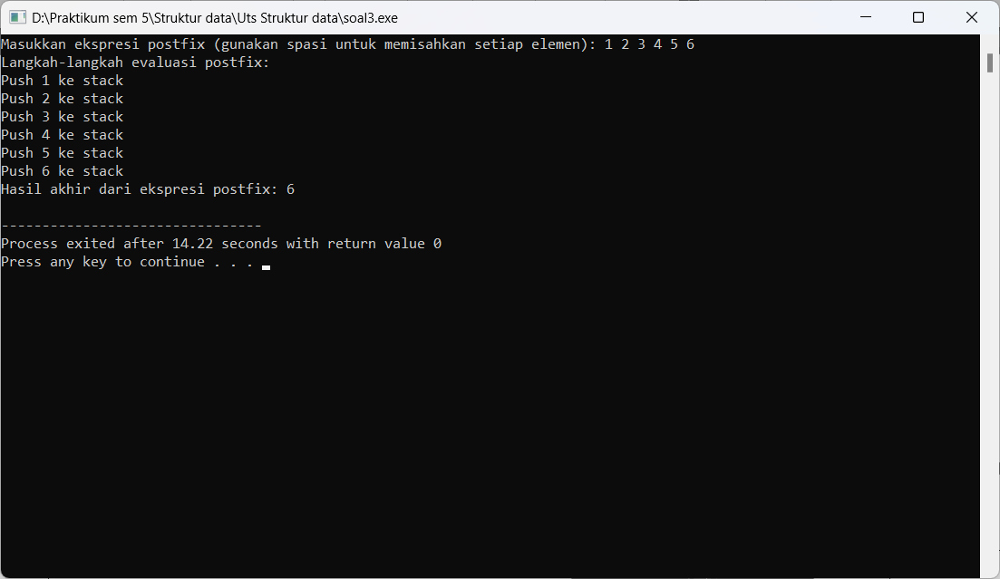 D:\Praktikum sem 5\Struktur data\Uts Struktur data\soal3.exe
Masukkan ekspresi postfix (gunakan spasi untuk memisahkan setiap elemen): 1 2 3 4 5 6
Langkah-langkah evaluasi postfix:
Push 1 ke stack
Push 2 ke stack
Push 3 ke stack
Push 4 ke stack
Push 5 ke stack
Push 6 ke stack
Hasil akhir dari ekspresi postfix: 6
--------------------------------
Process exited after 14.22 seconds with return value 0
Press any key to continue . . .